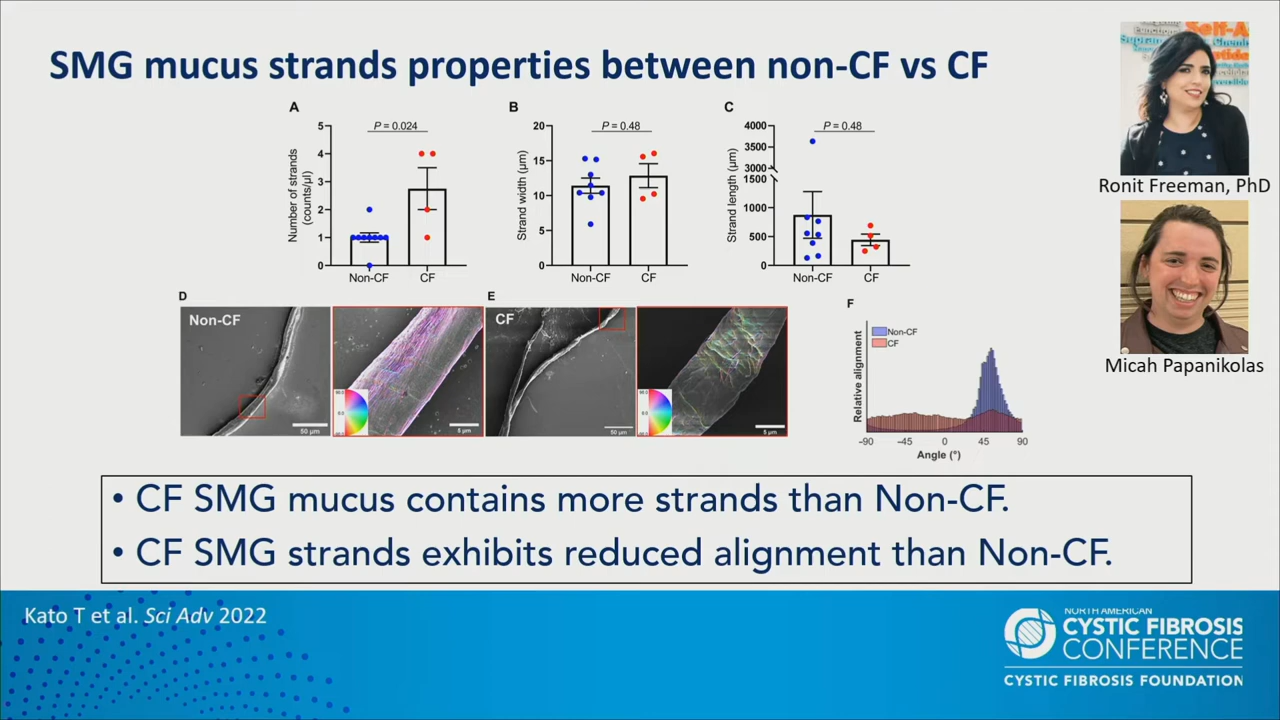 SMG mucus strands properties between non-CF vs CF
A
P = 0.024
Number of strands
(counts/μl)
5
4
3
2
1
0
Non-CF
CF
B
P = 0.48
Strand width (μm)
20
15
10
5
0
Non-CF
CF
C
P = 0.48
Strand length (μm)
4000
3500
3000
1500
1000
500
0
Non-CF
CF
Self-A
Ronit Freeman, PhD
Micah Papanikolas
D
Non-CF
50 μm
5 μm
E
CF
50 μm
5 μm
F
Non-CF
CF
Relative alignment
-90
-45
0
45
90
Angle (°)
• CF SMG mucus contains more strands than Non-CF.
• CF SMG strands exhibits reduced alignment than Non-CF.
Kato T et al. Sci Adv 2022
NORTH AMERICAN
CYSTIC FIBROSIS
CONFERENCE
CYSTIC FIBROSIS FOUNDATION